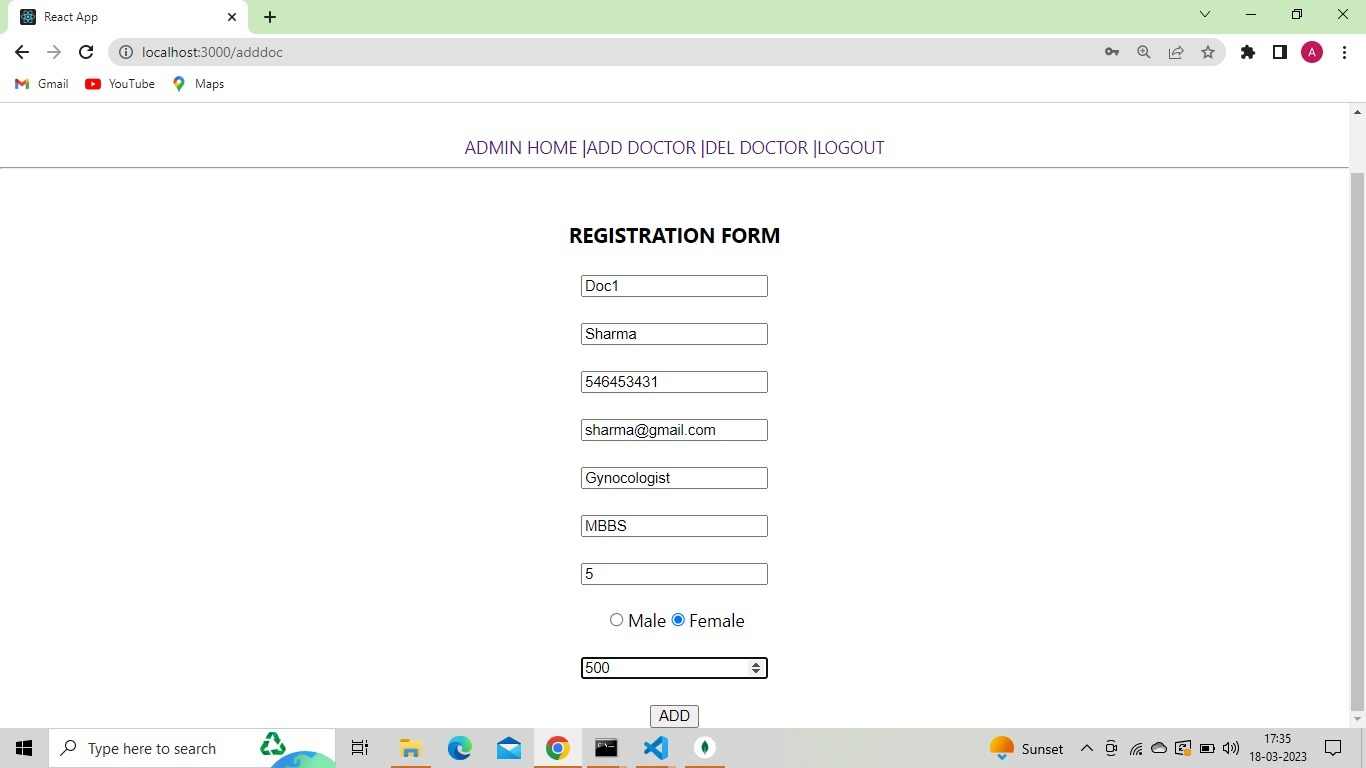 React App
localhost:3000/adddoc
A
Gmail YouTube Maps
ADMIN HOME |ADD DOCTOR |DEL DOCTOR |LOGOUT
REGISTRATION FORM
Doc1
Sharma
546453431
sharma@gmail.com
Gynocologist
MBBS
5
Male Female
500
ADD
Type here to search
Sunset
17:35
18-03-2023